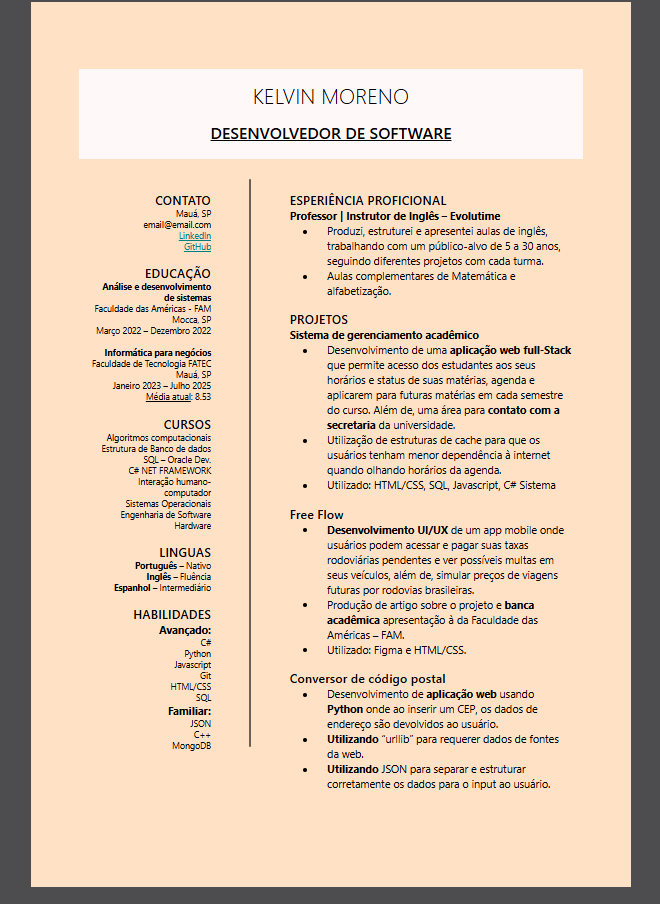 KELVIN MORENO
DESENVOLVEDOR DE SOFTWARE
CONTATO
Mauá, SP
email@email.com
LinkedIn
GitHub
EDUCAÇÃO
Análise e desenvolvimento
de sistemas
Faculdade das Américas - FAM
Mocca, SP
Março 2022 – Dezembro 2022
Informática para negócios
Faculdade de Tecnologia FATEC
Mauá, SP
Janeiro 2023 – Julho 2025
Média atual: 8.53
CURSOS
Algoritmos computacionais
Estrutura de Banco de dados
SQL – Oracle Dev.
C# NET FRAMEWORK
Interação humano-
computador
Sistemas Operacionais
Engenharia de Software
Hardware
LINGUAS
Português – Nativo
Inglês – Fluência
Espanhol – Intermediário
HABILIDADES
Avançado:
C#
Python
Javascript
Git
HTML/CSS
SQL
Familiar:
JSON
C++
MongoDB
ESPERIÊNCIA PROFICIONAL
Professor | Instrutor de Inglês – Evolutime
• Produzi, estruturei e apresentei aulas de inglês,
trabalhando com um público-alvo de 5 a 30 anos,
seguindo diferentes projetos com cada turma.
• Aulas complementares de Matemática e
alfabetização.
PROJETOS
Sistema de gerenciamento acadêmico
• Desenvolvimento de uma aplicação web full-Stack
que permite acesso dos estudantes aos seus
horários e status de suas matérias, agenda e
aplicarem para futuras matérias em cada semestre
do curso. Além de, uma área para contato com a
secretaria da universidade.
• Utilização de estruturas de cache para que os
usuários tenham menor dependência à internet
quando olhando horários da agenda.
• Utilizado: HTML/CSS, SQL, Javascript, C# Sistema
Free Flow
• Desenvolvimento UI/UX de um app mobile onde
usuários podem acessar e pagar suas taxas
rodoviárias pendentes e ver possíveis multas em
seus veículos, além de, simular preços de viagens
futuras por rodovias brasileiras.
• Produção de artigo sobre o projeto e banca
acadêmica apresentação à da Faculdade das
Américas – FAM.
• Utilizado: Figma e HTML/CSS.
Conversor de código postal
• Desenvolvimento de aplicação web usando
Python onde ao inserir um CEP, os dados de
endereço são devolvidos ao usuário.
• Utilizando “urllib” para requerer dados de fontes
da web.
• Utilizando JSON para separar e estruturar
corretamente os dados para o input ao usuário.